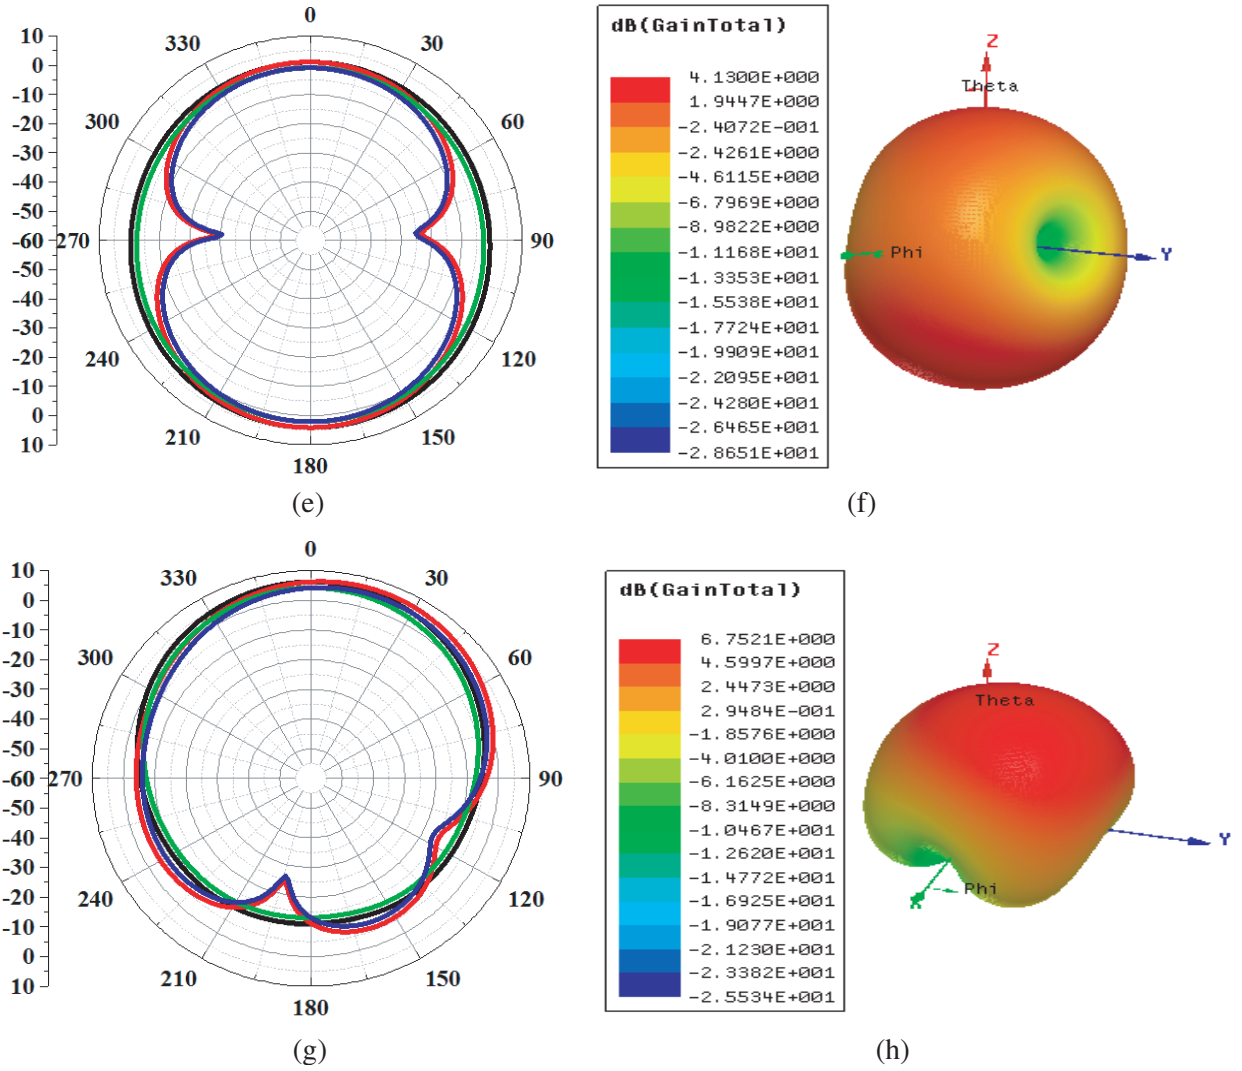 0
330
30
300
60
270
90
240
120
210
150
180
10
0
-10
-20
-30
-40
-50
-60
-50
-40
-30
-20
-10
0
10
(e)
dB(GainTotal)
4.1300E+000
1.9447E+000
-2.4072E-001
-2.4261E+000
-4.6115E+000
-6.7969E+000
-8.9822E+000
-1.1168E+001
-1.3353E+001
-1.5538E+001
-1.7724E+001
-1.9909E+001
-2.2095E+001
-2.4280E+001
-2.6465E+001
-2.8651E+001
Z
Theta
Phi
Y
(f)
0
330
30
300
60
270
90
240
120
210
150
180
10
0
-10
-20
-30
-40
-50
-60
-50
-40
-30
-20
-10
0
10
(g)
dB(GainTotal)
6.7521E+000
4.5997E+000
2.4473E+000
2.9484E-001
-1.8576E+000
-4.0100E+000
-6.1625E+000
-8.3149E+000
-1.0467E+001
-1.2620E+001
-1.4772E+001
-1.6925E+001
-1.9077E+001
-2.1230E+001
-2.3382E+001
-2.5534E+001
Z
Theta
Y
Phi
X
(h)